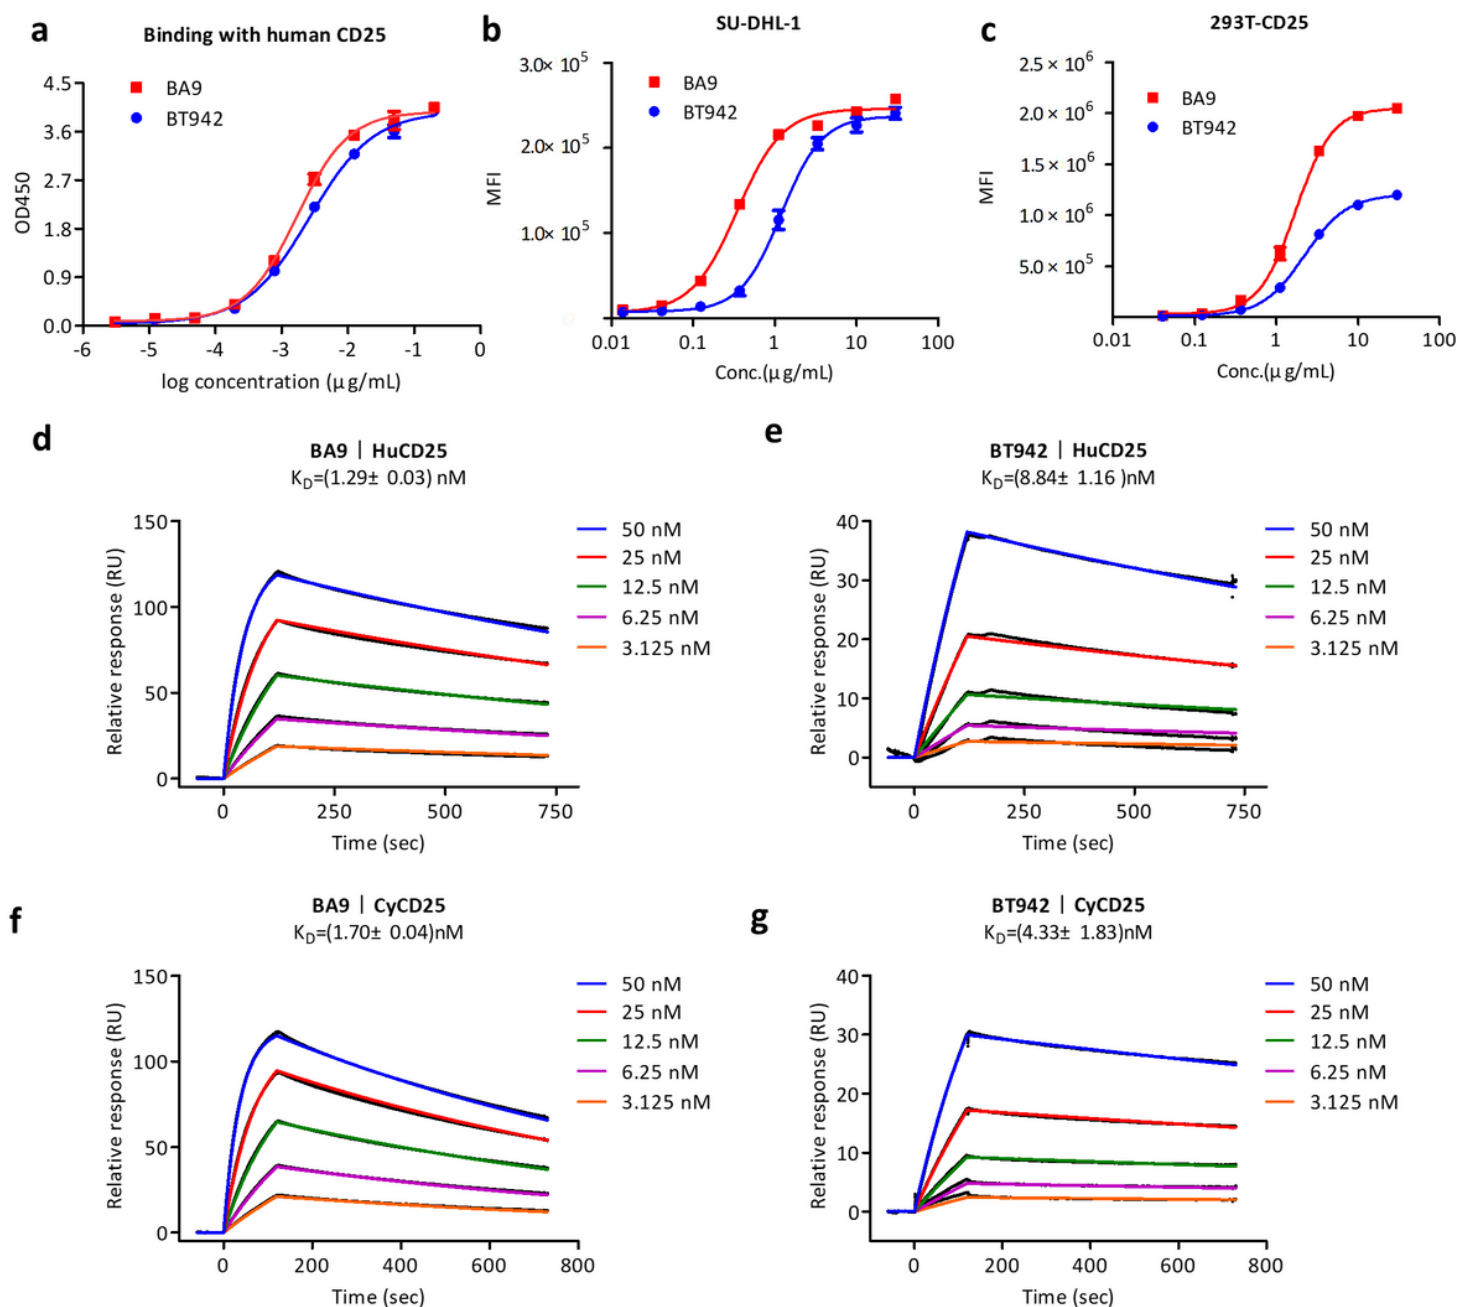 a
Binding with human CD25
BA9
BT942
4.5
3.6
2.7
1.8
0.9
0.0
OD450
-6 -5 -4 -3 -2 -1 0
log concentration (μg/mL)
b
SU-DHL-1
BA9
BT942
3.0× 10⁵
2.0× 10⁵
1.0× 10⁵
MFI
0.01 0.1 1 10 100
Conc.(μg/mL)
c
293T-CD25
BA9
BT942
2.5 × 10⁶
2.0 × 10⁶
1.5 × 10⁶
1.0 × 10⁶
5.0 × 10⁵
MFI
0.01 0.1 1 10 100
Conc.(μg/mL)
d
BA9 | HuCD25
K_D=(1.29± 0.03) nM
150
100
50
0
Relative response (RU)
50 nM
25 nM
12.5 nM
6.25 nM
3.125 nM
0 250 500 750
Time (sec)
e
BT942 | HuCD25
K_D=(8.84± 1.16 )nM
40
30
20
10
0
Relative response (RU)
50 nM
25 nM
12.5 nM
6.25 nM
3.125 nM
0 250 500 750
Time (sec)
f
BA9 | CyCD25
K_D=(1.70± 0.04)nM
150
100
50
0
Relative response (RU)
50 nM
25 nM
12.5 nM
6.25 nM
3.125 nM
0 200 400 600 800
Time (sec)
g
BT942 | CyCD25
K_D=(4.33± 1.83)nM
40
30
20
10
0
Relative response (RU)
50 nM
25 nM
12.5 nM
6.25 nM
3.125 nM
0 200 400 600 800
Time (sec)